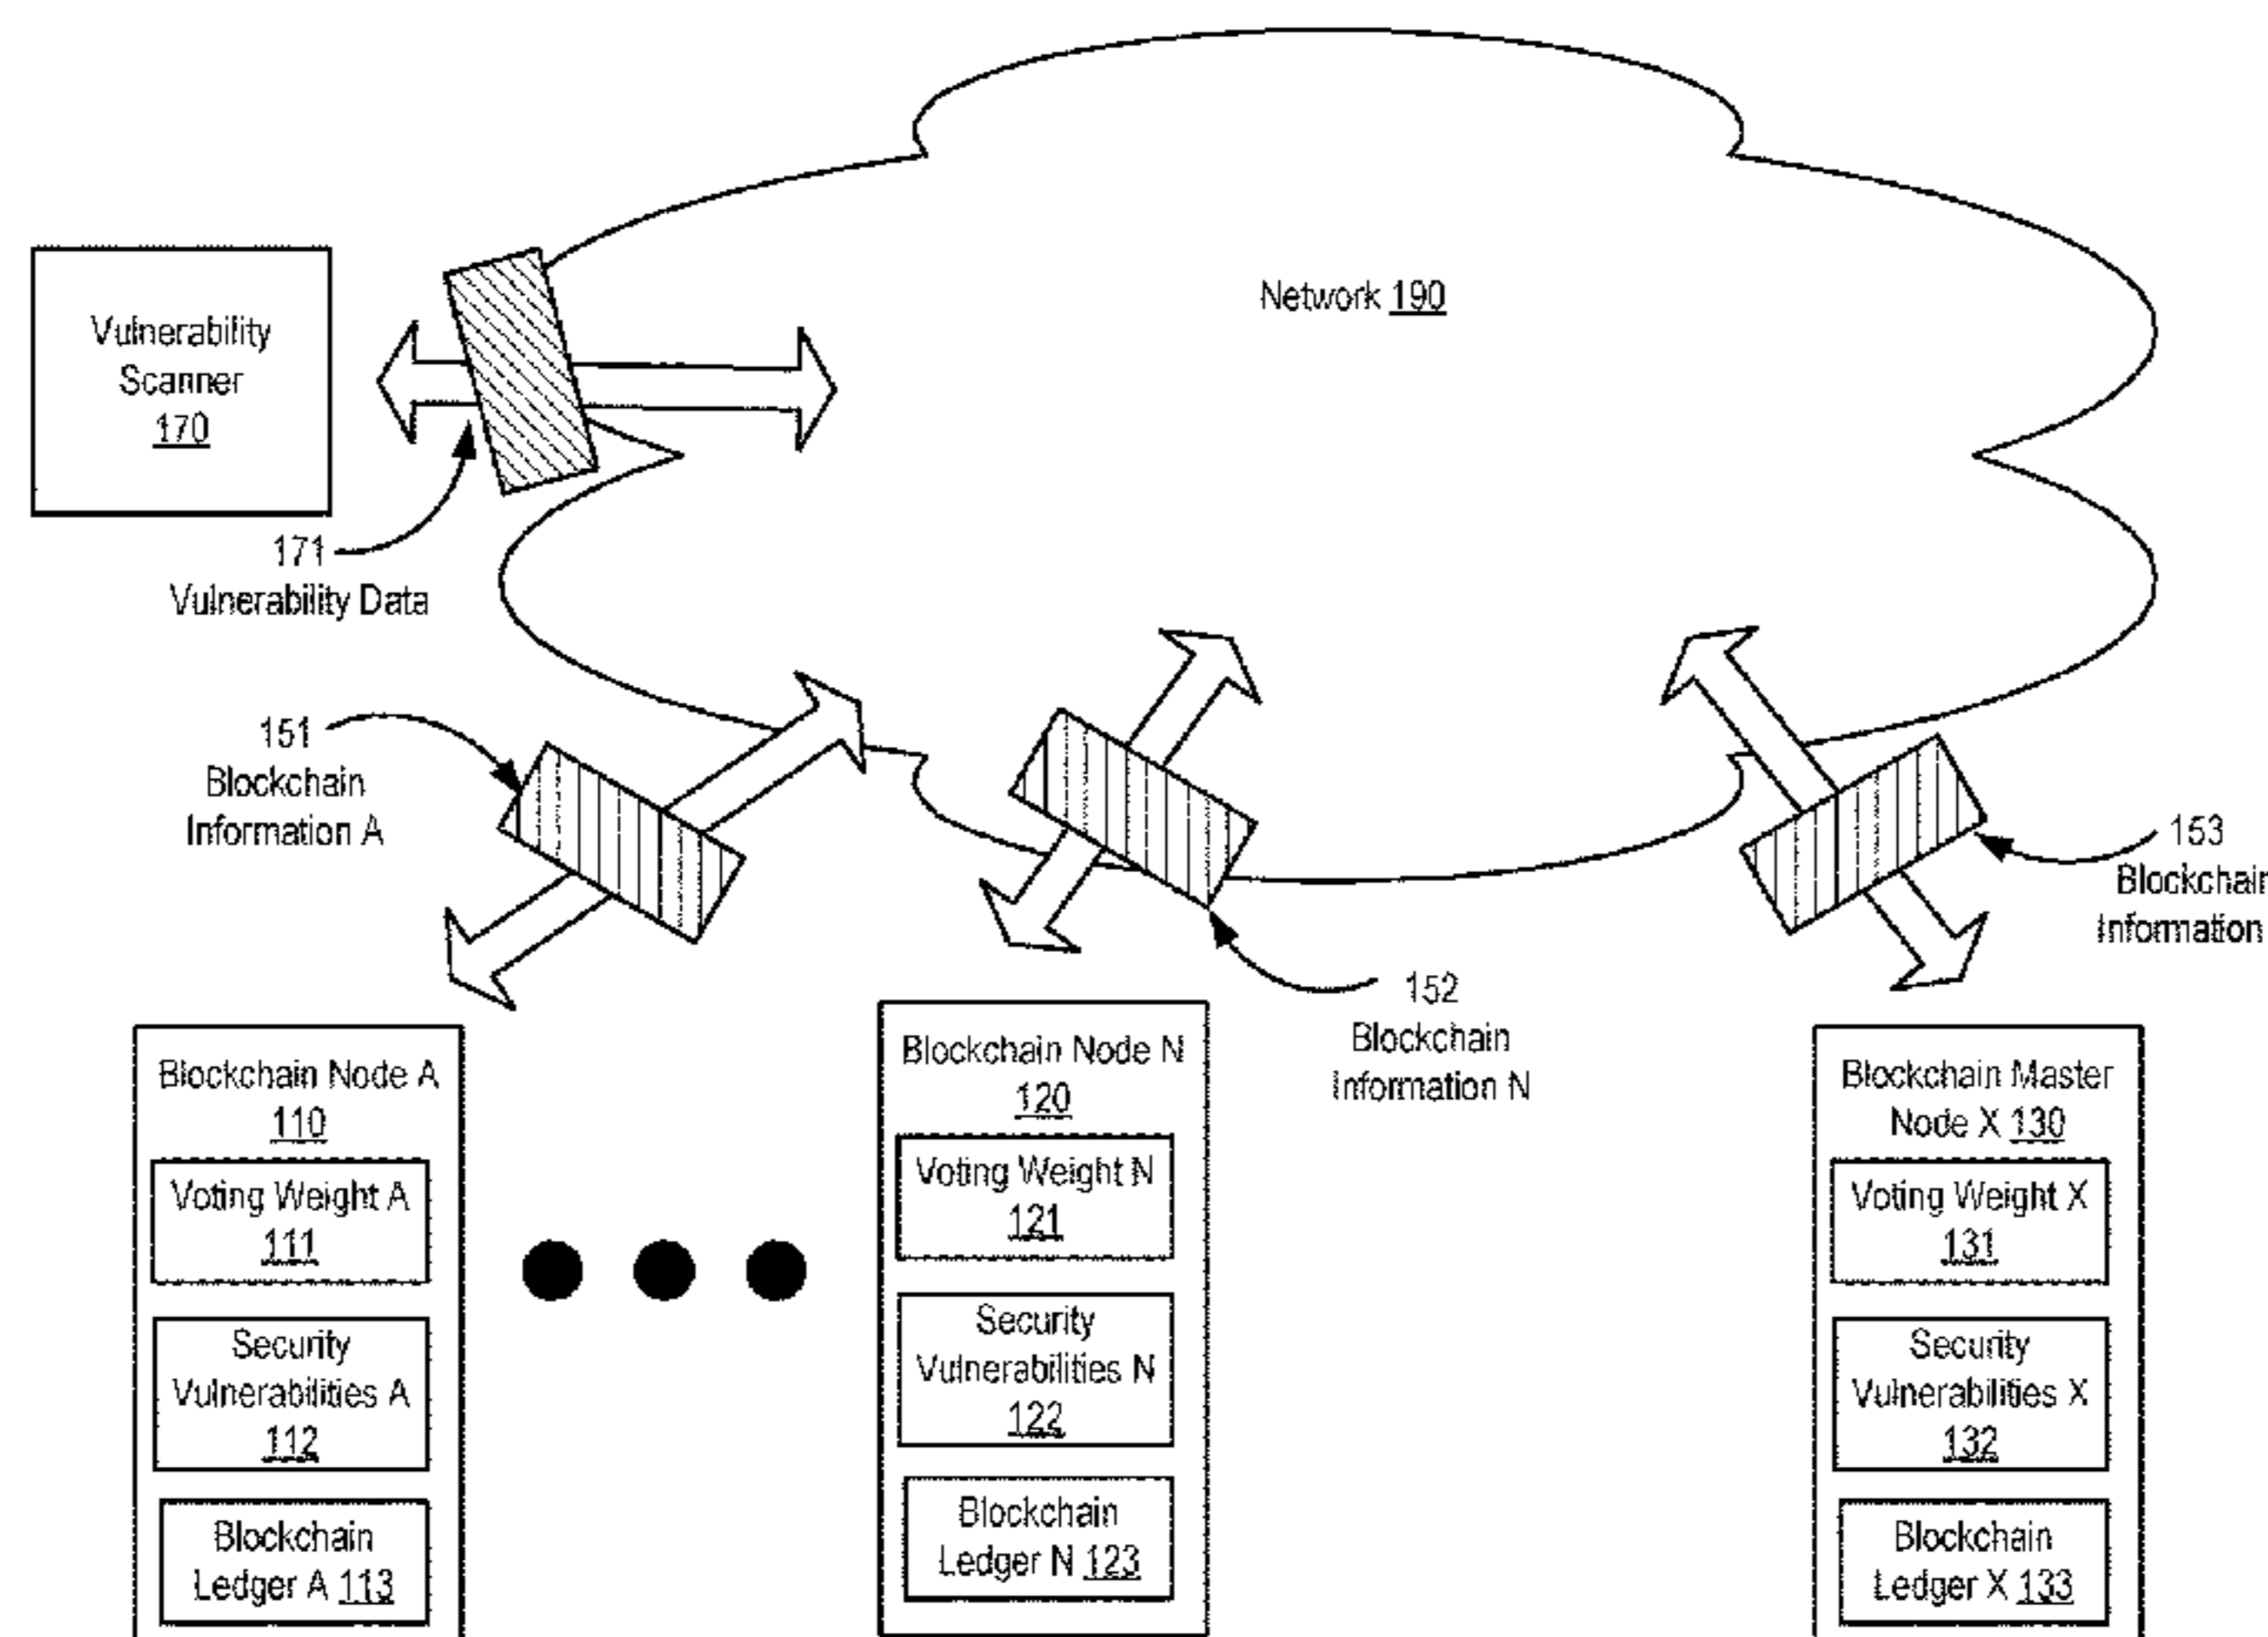 Network 190
Vulnerability
Scanner
170
171
Vulnerability Data
151
Blockchain
Information A
152
Blockchain
Information N
153
Blockchain
Information
Blockchain Node A
110
Voting Weight A
111
Security
Vulnerabilities A
112
Blockchain
Ledger A 113
Blockchain Node N
120
Voting Weight N
121
Security
Vulnerabilities N
122
Blockchain
Ledger N 123
Blockchain Master
Node X 130
Voting Weight X
131
Security
Vulnerabilities X
132
Blockchain
Ledger X 133